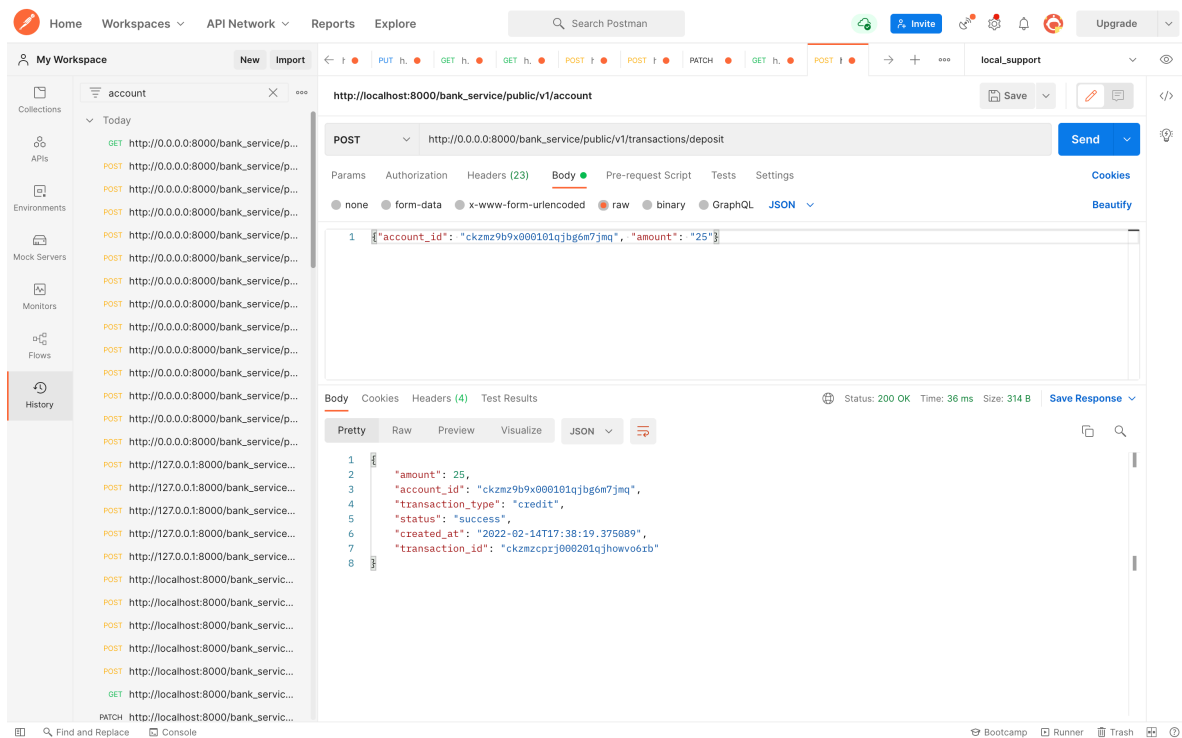 Home Workspaces API Network Reports Explore Search Postman Invite Upgrade
My Workspace New Import
PUT h. GET h. GET h. POST h POST h PATCH GET h. POST h local_support
account
http://localhost:8000/bank_service/public/v1/account Save
Collections
APIs
Environments
Mock Servers
Monitors
Flows
History
Today
GET http://0.0.0.0:8000/bank_service/p...
POST http://0.0.0.0:8000/bank_service/p...
POST http://0.0.0.0:8000/bank_service/p...
POST http://0.0.0.0:8000/bank_service/p...
POST http://0.0.0.0:8000/bank_service/p...
POST http://0.0.0.0:8000/bank_service/p...
POST http://0.0.0.0:8000/bank_service/p...
POST http://0.0.0.0:8000/bank_service/p...
POST http://0.0.0.0:8000/bank_service/p...
POST http://0.0.0.0:8000/bank_service/p...
POST http://0.0.0.0:8000/bank_service/p...
POST http://0.0.0.0:8000/bank_service/p...
POST http://0.0.0.0:8000/bank_service/p...
POST http://0.0.0.0:8000/bank_service/p...
POST http://127.0.0.1:8000/bank_service...
POST http://127.0.0.1:8000/bank_service...
POST http://127.0.0.1:8000/bank_service...
POST http://127.0.0.1:8000/bank_service...
POST http://127.0.0.1:8000/bank_service...
POST http://localhost:8000/bank_servic...
POST http://localhost:8000/bank_servic...
POST http://localhost:8000/bank_servic...
POST http://localhost:8000/bank_servic...
POST http://localhost:8000/bank_servic...
GET http://localhost:8000/bank_servic...
PATCH http://localhost:8000/bank_servic...
POST http://0.0.0.0:8000/bank_service/public/v1/transactions/deposit Send
Params Authorization Headers (23) Body Pre-request Script Tests Settings Cookies
none form-data x-www-form-urlencoded raw binary GraphQL JSON Beautify
1 {"account_id": "ckzmz9b9x000101qjbg6m7jmq", "amount": "25"}
Body Cookies Headers (4) Test Results Status: 200 OK Time: 36 ms Size: 314 B Save Response
Pretty Raw Preview Visualize JSON
1 {
2 "amount": 25,
3 "account_id": "ckzmz9b9x000101qjbg6m7jmq",
4 "transaction_type": "credit",
5 "status": "success",
6 "created_at": "2022-02-14T17:38:19.375089",
7 "transaction_id": "ckzmzcprj000201qjhowvo6rb"
8 }
Find and Replace Console Bootcamp Runner Trash